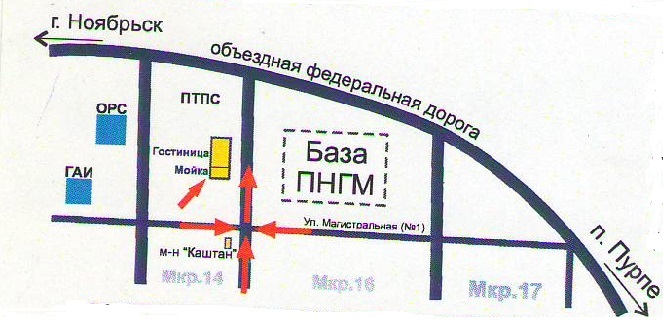 г. Ноябрьск
объездная федеральная дорога
ОРС
ПТПС
Гостиница
Мойка
База
ПНГМ
ГАИ
Ул. Магистральная (№1)
м-н "Каштан"
п. Пурпе
Мкр.14
Мкр.16
Мкр.17